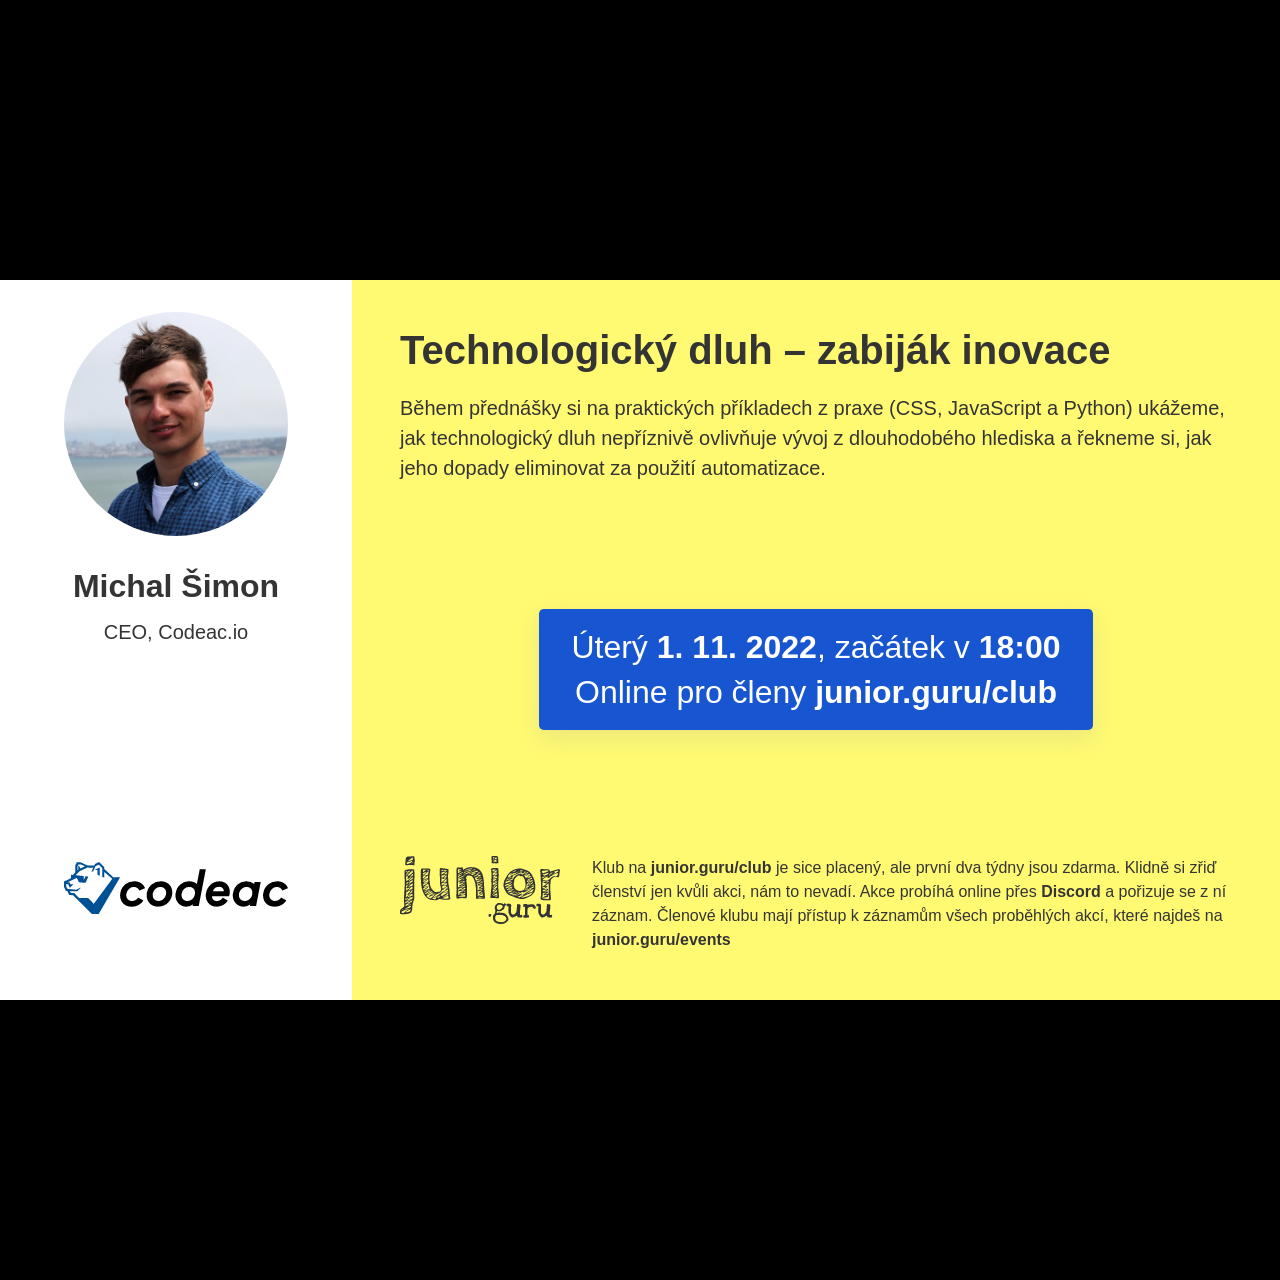 Technologický dluh – zabiják inovace
Během přednášky si na praktických příkladech z praxe (CSS, JavaScript a Python) ukážeme,
jak technologický dluh nepříznivě ovlivňuje vývoj z dlouhodobého hlediska a řekneme si, jak
jeho dopady eliminovat za použití automatizace.
Michal Šimon
CEO, Codeac.io
Úterý 1. 11. 2022, začátek v 18:00
Online pro členy junior.guru/club
codeac
junior
.guru
Klub na junior.guru/club je sice placený, ale první dva týdny jsou zdarma. Klidně si zřiď
členství jen kvůli akci, nám to nevadí. Akce probíhá online přes Discord a pořizuje se z ní
záznam. Členové klubu mají přístup k záznamům všech proběhlých akcí, které najdeš na
junior.guru/events